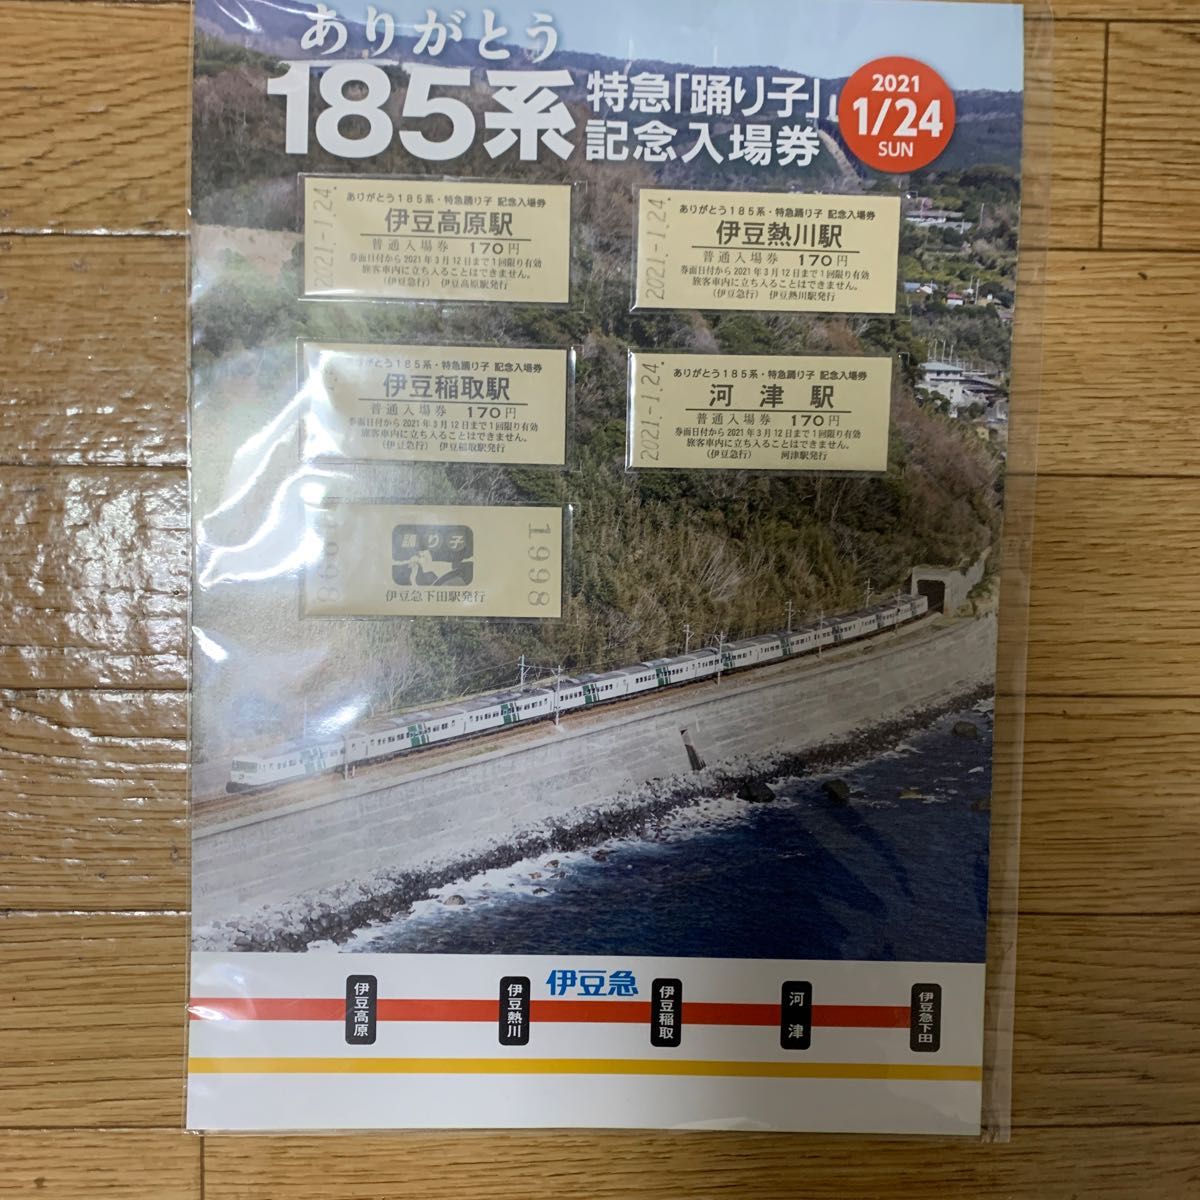 ありがとう
185系
特急「踊り子」
記念入場券
2021
1/24
SUN
2021.-1.24.
ありがとう185系・特急踊り子 記念入場券
伊豆高原駅
普通入場券 170円
券面日付から2021年3月12日まで1回限り有効
旅客車内に立ち入ることはできません。
(伊豆急行) 伊豆高原駅発行
2021.-1.24.
ありがとう185系・特急踊り子 記念入場券
伊豆熱川駅
普通入場券 170円
券面日付から2021年3月12日まで1回限り有効
旅客車内に立ち入ることはできません。
(伊豆急行) 伊豆熱川駅発行
ありがとう185系・特急踊り子 記念入場券
伊豆稲取駅
普通入場券 170円
券面日付から2021年3月12日まで1回限り有効
旅客車内に立ち入ることはできません。
(伊豆急行) 伊豆稲取駅発行
2021.-1.24.
ありがとう185系・特急踊り子 記念入場券
河津駅
普通入場券 170円
券面日付から2021年3月12日まで1回限り有効
旅客車内に立ち入ることはできません。
(伊豆急行) 河津駅発行
踊り子
伊豆急下田駅発行
1998
伊豆急
伊豆高原
伊豆熱川
伊豆稲取
河津
伊豆急下田